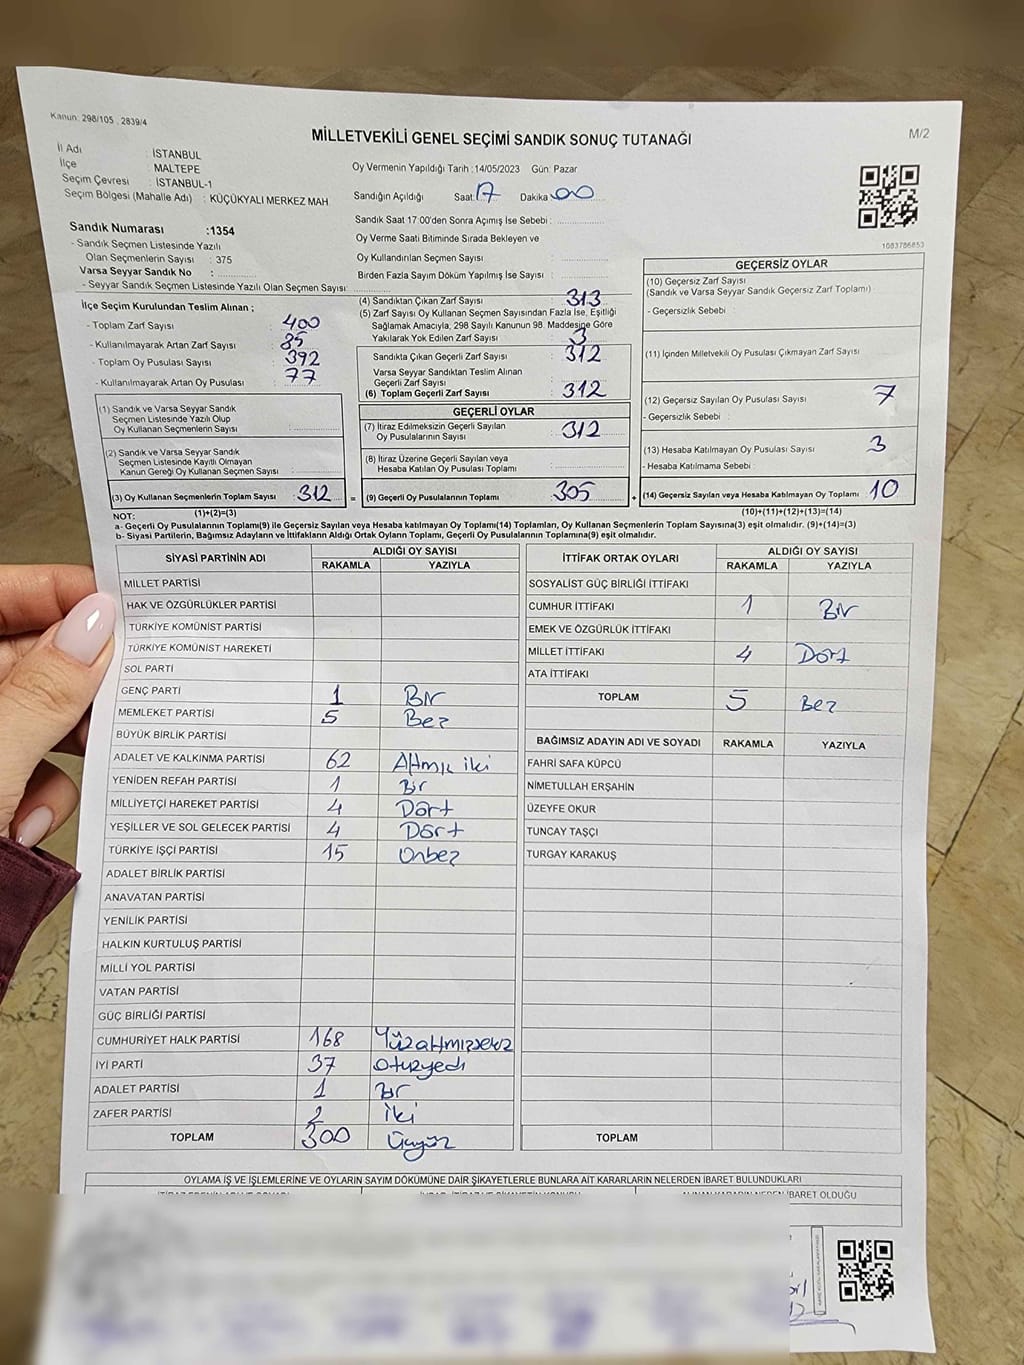 Kanun: 298/105 , 2839/4
MİLLETVEKİLİ GENEL SEÇİMİ SANDIK SONUÇ TUTANAĞI
M/2
İl Adı : İSTANBUL
İlçe : MALTEPE
Seçim Çevresi : İSTANBUL-1
Seçim Bölgesi (Mahalle Adı) : KÜÇÜKYALI MERKEZ MAH.
Oy Vermenin Yapıldığı Tarih :14/05/2023 Gün: Pazar
Sandığın Açıldığı Saat: 17 Dakika 00
Sandık Saat 17:00'den Sonra Açımış İse Sebebi :
Oy Verme Saati Bitiminde Sırada Bekleyen ve
Oy Kullandırılan Seçmen Sayısı :
Birden Fazla Sayım Döküm Yapılmış İse Sayısı :
Sandık Numarası :1354
- Sandık Seçmen Listesinde Yazılı
Olan Seçmenlerin Sayısı : 375
Varsa Seyyar Sandık No :
- Seyyar Sandık Seçmen Listesinde Yazılı Olan Seçmen Sayısı:
1083786853
İlçe Seçim Kurulundan Teslim Alınan ;
- Toplam Zarf Sayısı : 400
- Kullanılmayarak Artan Zarf Sayısı : 85
- Toplam Oy Pusulası Sayısı : 392
- Kullanılmayarak Artan Oy Pusulası : 77
(1) Sandık ve Varsa Seyyar Sandık
Seçmen Listesinde Yazılı Olup
Oy Kullanan Seçmenlerin Sayısı :
(2) Sandık ve Varsa Seyyar Sandık
Seçmen Listesinde Kayıtlı Olmayan
Kanun Gereği Oy Kullanan Seçmen Sayısı :
(3) Oy Kullanan Seçmenlerin Toplam Sayısı : 312 =
(1)+(2)=(3)
(4) Sandıktan Çıkan Zarf Sayısı : 313
(5) Zarf Sayısı Oy Kullanan Seçmen Sayısından Fazla İse, Eşitliği
Sağlamak Amacıyla, 298 Sayılı Kanunun 98. Maddesine Göre
Yakılarak Yok Edilen Zarf Sayısı : 3
Sandıkta Çıkan Geçerli Zarf Sayısı : 312
Varsa Seyyar Sandıktan Teslim Alınan
Geçerli Zarf Sayısı :
(6) Toplam Geçerli Zarf Sayısı : 312
GEÇERLİ OYLAR
(7) İtiraz Edilmeksizin Geçerli Sayılan
Oy Pusulalarının Sayısı : 312
(8) İtiraz Üzerine Geçerli Sayılan veya
Hesaba Katılan Oy Pusulası Toplamı :
(9) Geçerli Oy Pusulalarının Toplamı : 305 +
GEÇERSİZ OYLAR
(10) Geçersiz Zarf Sayısı
(Sandık ve Varsa Seyyar Sandık Geçersiz Zarf Toplamı) :
- Geçersizlik Sebebi :
(11) İçinden Milletvekili Oy Pusulası Çıkmayan Zarf Sayısı :
(12) Geçersiz Sayılan Oy Pusulası Sayısı : 7
- Geçersizlik Sebebi :
(13) Hesaba Katılmayan Oy Pusulası Sayısı : 3
- Hesaba Katılmama Sebebi :
(14) Geçersiz Sayılan veya Hesaba Katılmayan Oy Toplamı : 10
(10)+(11)+(12)+(13)=(14)
NOT:
a- Geçerli Oy Pusulalarının Toplamı(9) ile Geçersiz Sayılan veya Hesaba katılmayan Oy Toplamı(14) Toplamları, Oy Kullanan Seçmenlerin Toplam Sayısına(3) eşit olmalıdır. (9)+(14)=(3)
b- Siyasi Partilerin, Bağımsız Adayların ve İttifakların Aldığı Ortak Oyların Toplamı, Geçerli Oy Pusulalarının Toplamına(9) eşit olmalıdır.
SİYASİ PARTİNİN ADI ALDIĞI OY SAYISI
RAKAMLA YAZIYLA
MİLLET PARTİSİ
HAK VE ÖZGÜRLÜKLER PARTİSİ
TÜRKİYE KOMÜNİST PARTİSİ
TÜRKİYE KOMÜNİST HAREKETİ
SOL PARTİ
GENÇ PARTİ 1 Bir
MEMLEKET PARTİSİ 5 Beş
BÜYÜK BİRLİK PARTİSİ
ADALET VE KALKINMA PARTİSİ 62 Altmış iki
YENİDEN REFAH PARTİSİ 1 Bir
MİLLİYETÇİ HAREKET PARTİSİ 4 Dört
YEŞİLLER VE SOL GELECEK PARTİSİ 4 Dört
TÜRKİYE İŞÇİ PARTİSİ 15 Onbeş
ADALET BİRLİK PARTİSİ
ANAVATAN PARTİSİ
YENİLİK PARTİSİ
HALKIN KURTULUŞ PARTİSİ
MİLLİ YOL PARTİSİ
VATAN PARTİSİ
GÜÇ BİRLİĞİ PARTİSİ
CUMHURİYET HALK PARTİSİ 168 Yüzaltmışsekiz
İYİ PARTİ 37 otuzyedi
ADALET PARTİSİ 1 Bir
ZAFER PARTİSİ 2 iki
TOPLAM 300 Üçyüz
İTTİFAK ORTAK OYLARI ALDIĞI OY SAYISI
RAKAMLA YAZIYLA
SOSYALİST GÜÇ BİRLİĞİ İTTİFAKI
CUMHUR İTTİFAKI 1 Bir
EMEK VE ÖZGÜRLÜK İTTİFAKI
MİLLET İTTİFAKI 4 Dört
ATA İTTİFAKI
TOPLAM 5 Beş
BAĞIMSIZ ADAYIN ADI VE SOYADI RAKAMLA YAZIYLA
FAHRİ SAFA KÜPCÜ
NİMETULLAH ERŞAHİN
ÜZEYFE OKUR
TUNCAY TAŞÇI
TURGAY KARAKUŞ
TOPLAM
OYLAMA İŞ VE İŞLEMLERİNE VE OYLARIN SAYIM DÖKÜMÜNE DAİR ŞİKAYETLERLE BUNLARA AİT KARARLARIN NELERDEN İBARET BULUNDUKLARI
İBARET OLDUĞU